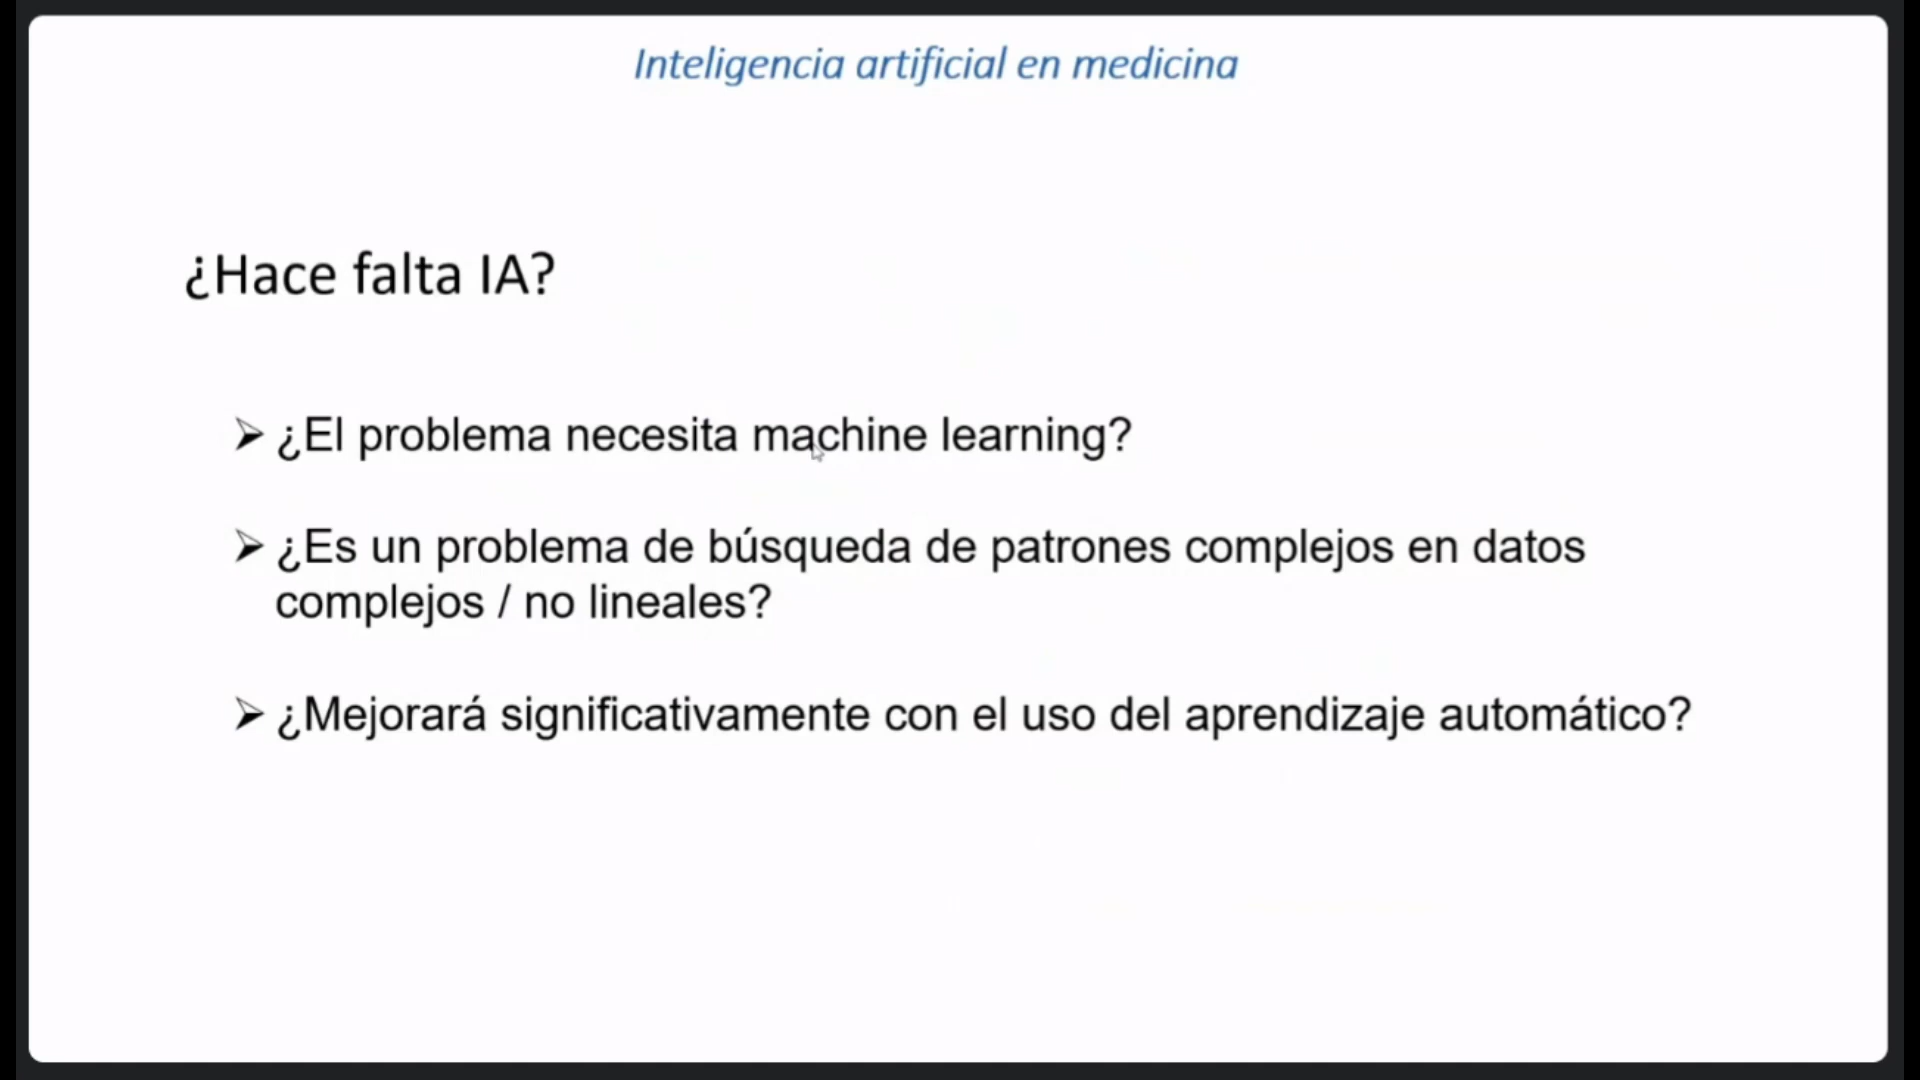 Inteligencia artificial en medicina
¿Hace falta IA?
➤ ¿El problema necesita machine learning?
➤ ¿Es un problema de búsqueda de patrones complejos en datos
complejos / no lineales?
➤ ¿Mejorará significativamente con el uso del aprendizaje automático?